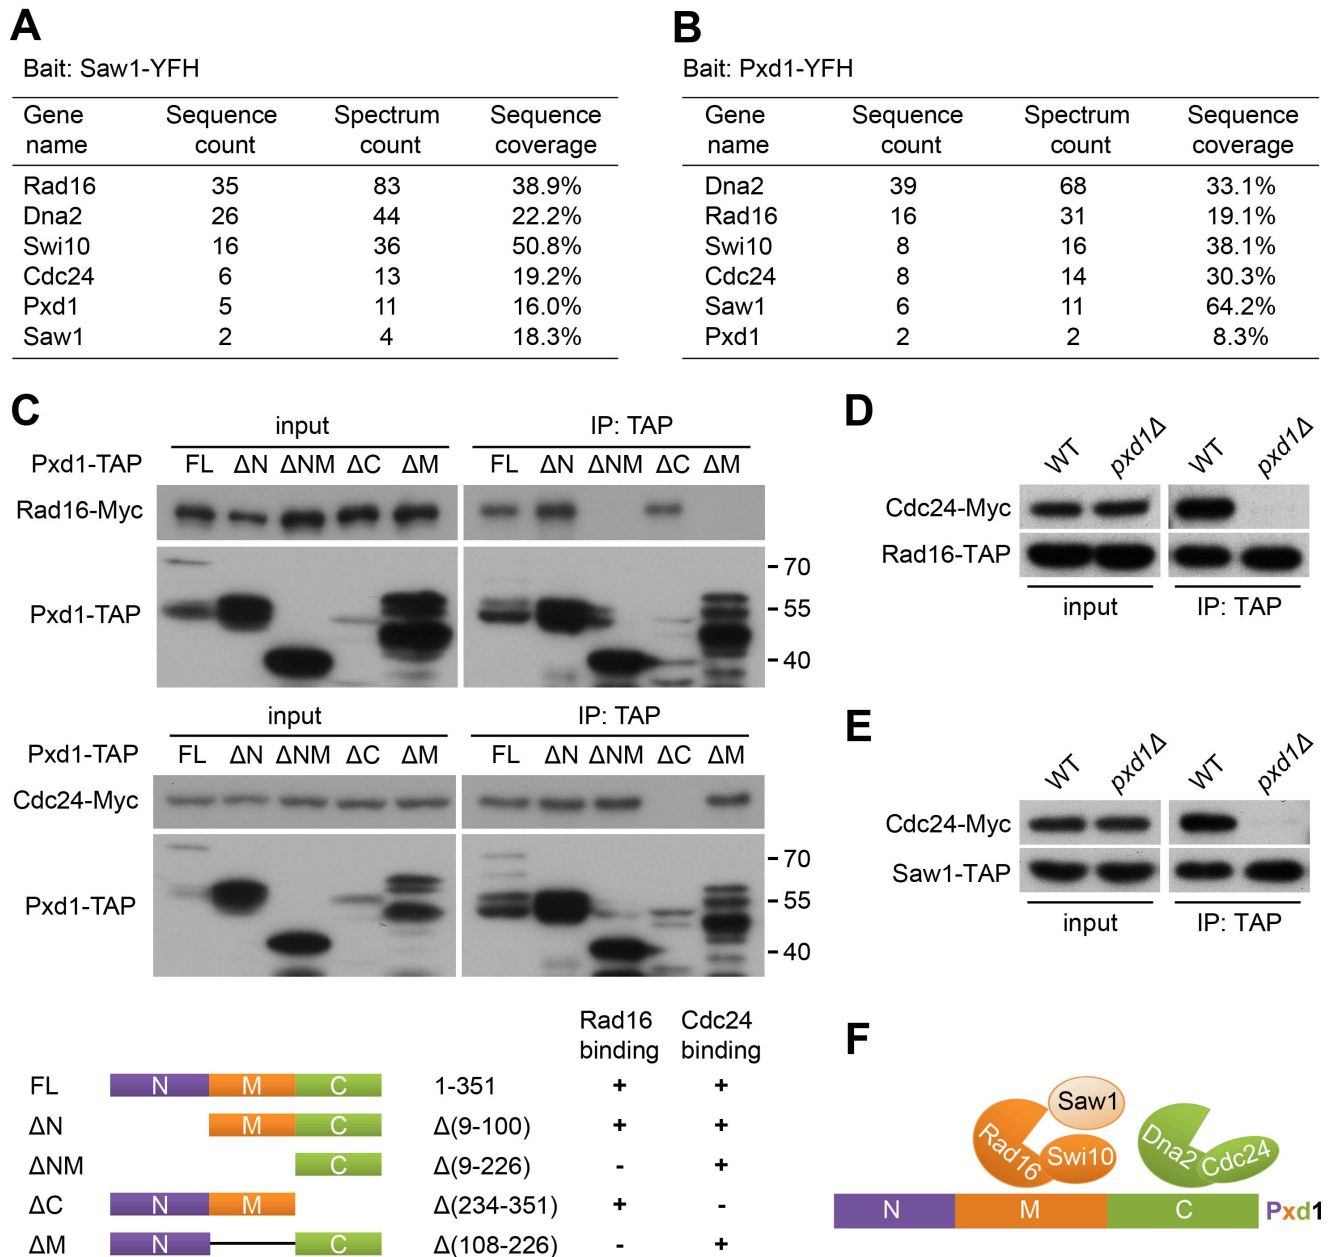 A
Bait: Saw1-YFH
Gene name Sequence count Spectrum count Sequence coverage
Rad16 35 83 38.9%
Dna2 26 44 22.2%
Swi10 16 36 50.8%
Cdc24 6 13 19.2%
Pxd1 5 11 16.0%
Saw1 2 4 18.3%
B
Bait: Pxd1-YFH
Gene name Sequence count Spectrum count Sequence coverage
Dna2 39 68 33.1%
Rad16 16 31 19.1%
Swi10 8 16 38.1%
Cdc24 8 14 30.3%
Saw1 6 11 64.2%
Pxd1 2 2 8.3%
C
input IP: TAP
Pxd1-TAP FL ΔN ΔNM ΔC ΔM FL ΔN ΔNM ΔC ΔM
Rad16-Myc
Pxd1-TAP
70
55
40
input IP: TAP
Pxd1-TAP FL ΔN ΔNM ΔC ΔM FL ΔN ΔNM ΔC ΔM
Cdc24-Myc
Pxd1-TAP
70
55
40
Rad16 binding Cdc24 binding
FL N M C 1-351 + +
ΔN M C Δ(9-100) + +
ΔNM C Δ(9-226) - +
ΔC N M Δ(234-351) + -
ΔM N C Δ(108-226) - +
D
WT pxd1Δ WT pxd1Δ
Cdc24-Myc
Rad16-TAP
input IP: TAP
E
WT pxd1Δ WT pxd1Δ
Cdc24-Myc
Saw1-TAP
input IP: TAP
F
Saw1
Rad16 Swi10 Dna2 Cdc24
N M C Pxd1